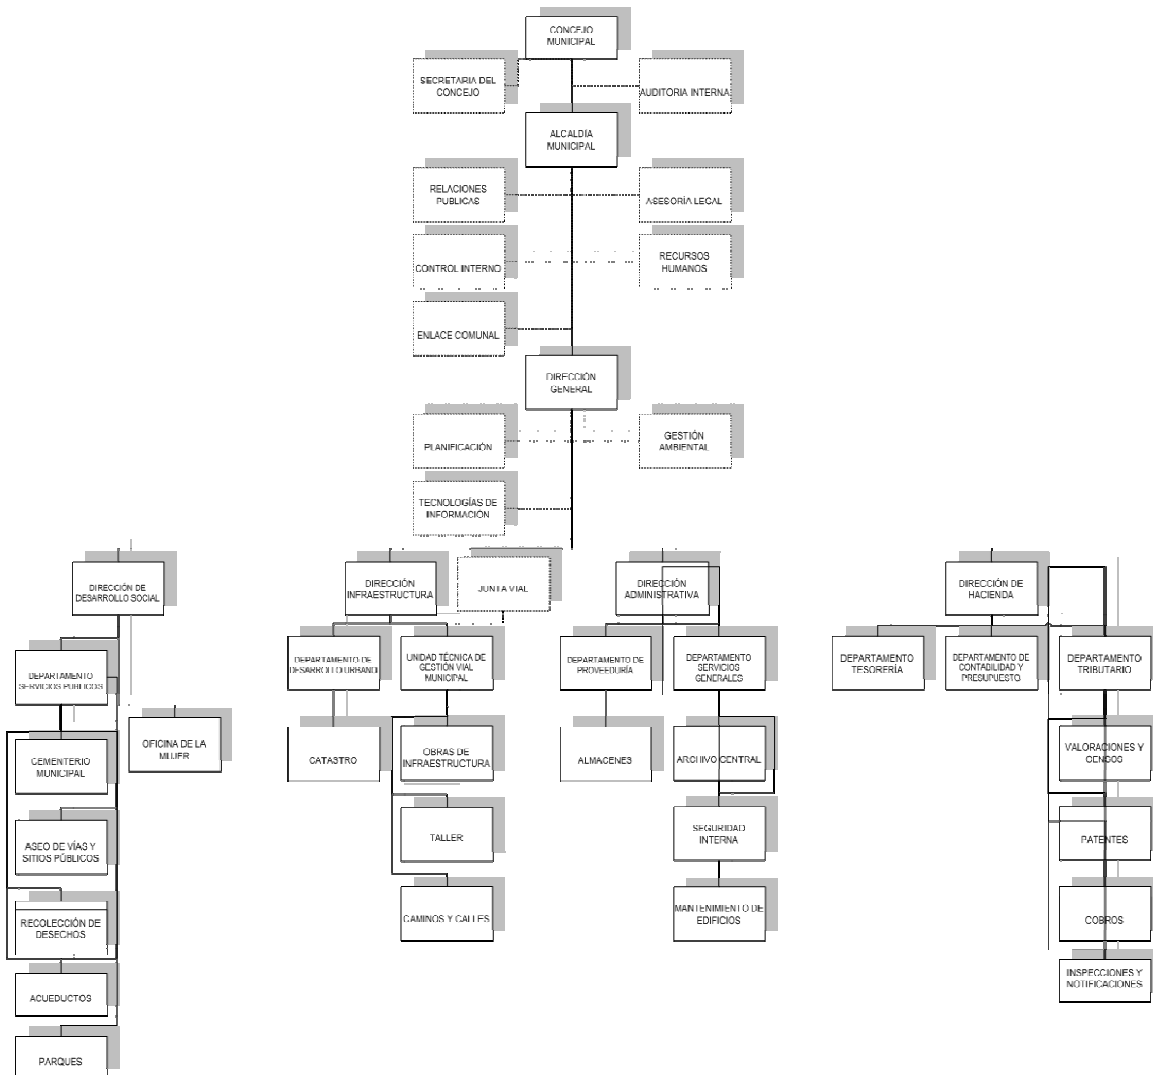 CONCEJO
MUNICIPAL
SECRETARIA DEL
CONCEJO
AUDITORIA INTERNA
ALCALDÍA
MUNICIPAL
RELACIONES
PUBLICAS
ASESORÍA LEGAL
CONTROL INTERNO
RECURSOS
HUMANOS
ENLACE COMUNAL
DIRECCIÓN
GENERAL
PLANIFICACIÓN
GESTIÓN
AMBIENTAL
TECNOLOGÍAS DE
INFORMACIÓN
DIRECCIÓN DE
DESARROLLO SOCIAL
DIRECCIÓN
INFRAESTRUCTURA
JUNTA VIAL
DIRECCIÓN
ADMINISTRATIVA
DIRECCIÓN DE
HACIENDA
DEPARTAMENTO
SERVICIOS PUBLICOS
DEPARTAMENTO DE
DESARROLLO URBANO
UNIDAD TÉCNICA DE
GESTIÓN VIAL
MUNICIPAL
DEPARTAMENTO DE
PROVEEDURÍA
DEPARTAMENTO
SERVICIOS
GENERALES
DEPARTAMENTO
TESORERÍA
DEPARTAMENTO DE
CONTABILIDAD Y
PRESUPUESTO
DEPARTAMENTO
TRIBUTARIO
CEMENTERIO
MUNICIPAL
OFICINA DE LA
MUJER
CATASTRO
OBRAS DE
INFRAESTRUCTURA
ALMACENES
ARCHIVO CENTRAL
VALORACIONES Y
CENSOS
ASEO DE VÍAS Y
SITIOS PÚBLICOS
TALLER
SEGURIDAD
INTERNA
PATENTES
RECOLECCIÓN DE
DESECHOS
CAMINOS Y CALLES
MANTENIMIENTO DE
EDIFICIOS
COBROS
ACUEDUCTOS
INSPECCIONES Y
NOTIFICACIONES
PARQUES